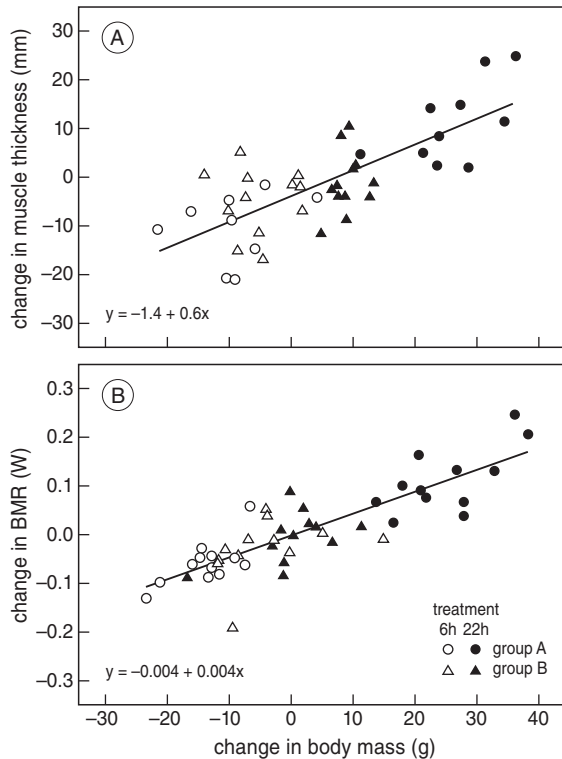 A
change in muscle thickness (mm)
30
20
10
0
−10
−20
−30
y = −1.4 + 0.6x
B
change in BMR (W)
0.3
0.2
0.1
0.0
−0.1
−0.2
−0.3
y = −0.004 + 0.004x
treatment
6h 22h
group A
group B
−30 −20 −10 0 10 20 30 40
change in body mass (g)